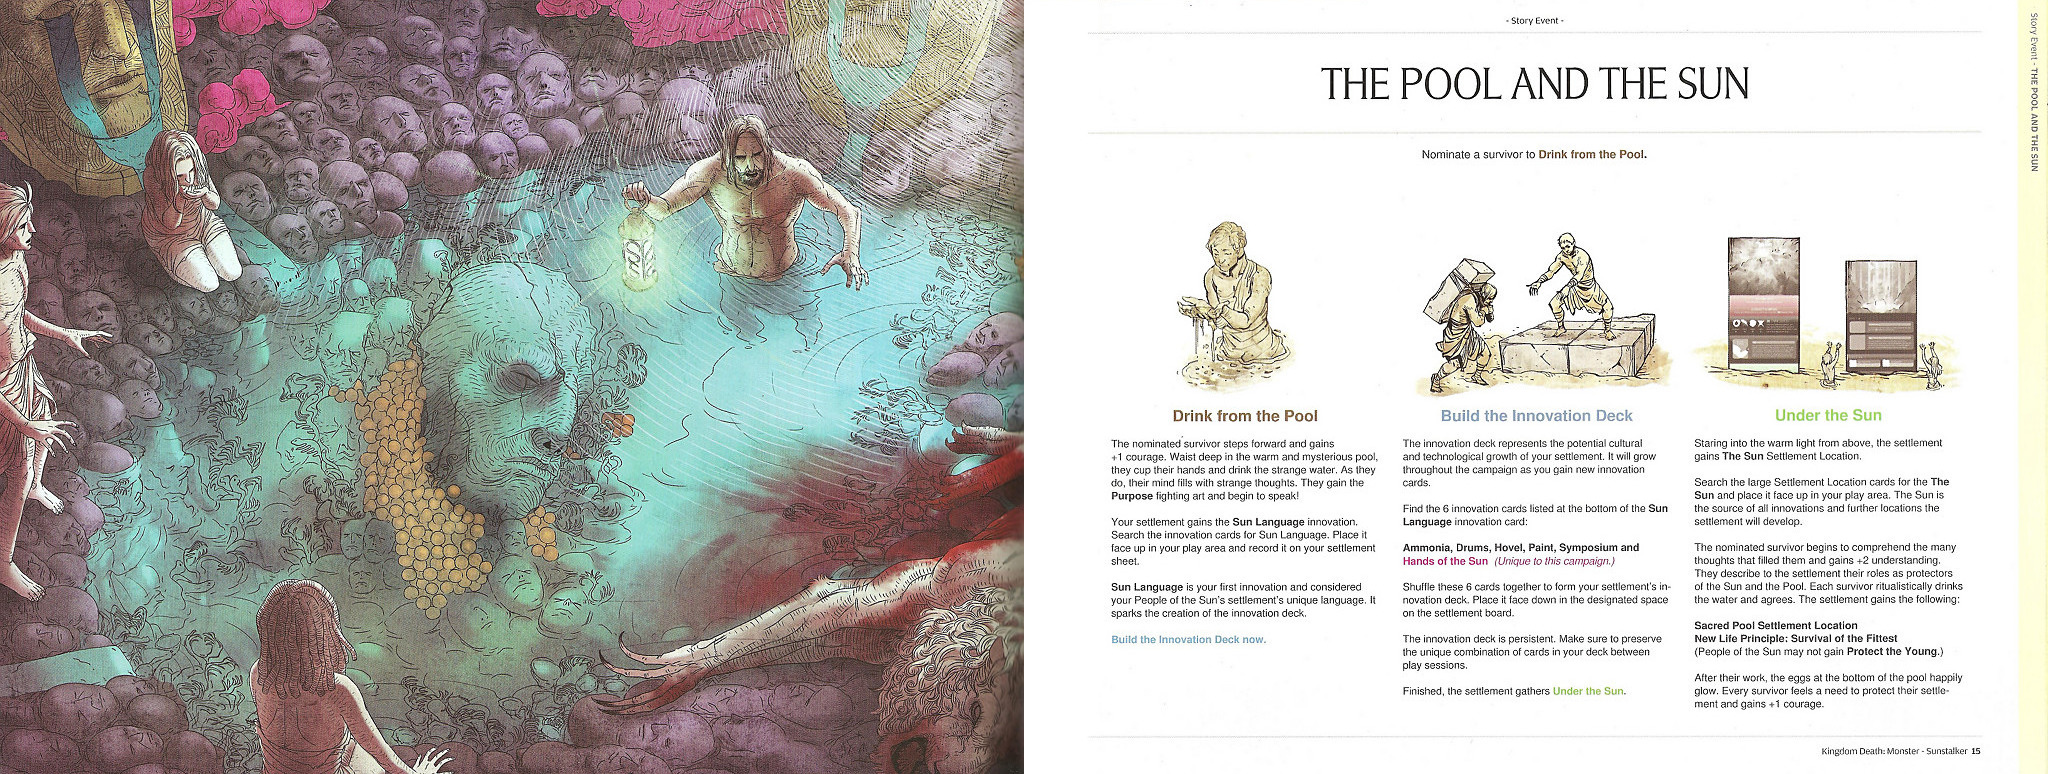 - Story Event -
THE POOL AND THE SUN
Nominate a survivor to Drink from the Pool.
Drink from the Pool
The nominated survivor steps forward and gains
+1 courage. Waist deep in the warm and mysterious pool,
they cup their hands and drink the strange water. As they
do, their mind fills with strange thoughts. They gain the
Purpose fighting art and begin to speak!
Your settlement gains the Sun Language innovation.
Search the innovation cards for Sun Language. Place it
face up in your play area and record it on your settlement
sheet.
Sun Language is your first innovation and considered
your People of the Sun's settlement's unique language. It
sparks the creation of the innovation deck.
Build the Innovation Deck now.
Build the Innovation Deck
The innovation deck represents the potential cultural
and technological growth of your settlement. It will grow
throughout the campaign as you gain new innovation
cards.
Find the 6 innovation cards listed at the bottom of the Sun
Language innovation card:
Ammonia, Drums, Hovel, Paint, Symposium and
Hands of the Sun (Unique to this campaign.)
Shuffle these 6 cards together to form your settlement's in-
novation deck. Place it face down in the designated space
on the settlement board.
The innovation deck is persistent. Make sure to preserve
the unique combination of cards in your deck between
play sessions.
Finished, the settlement gathers Under the Sun.
Under the Sun
Staring into the warm light from above, the settlement
gains The Sun Settlement Location.
Search the large Settlement Location cards for the The
Sun and place it face up in your play area. The Sun is
the source of all innovations and further locations the
settlement will develop.
The nominated survivor begins to comprehend the many
thoughts that filled them and gains +2 understanding.
They describe to the settlement their roles as protectors
of the Sun and the Pool. Each survivor ritualistically drinks
the water and agrees. The settlement gains the following:
Sacred Pool Settlement Location
New Life Principle: Survival of the Fittest
(People of the Sun may not gain Protect the Young.)
After their work, the eggs at the bottom of the pool happily
glow. Every survivor feels a need to protect their settle-
ment and gains +1 courage.
Kingdom Death: Monster - Sunstalker 15
Story Event - THE POOL AND THE SUN